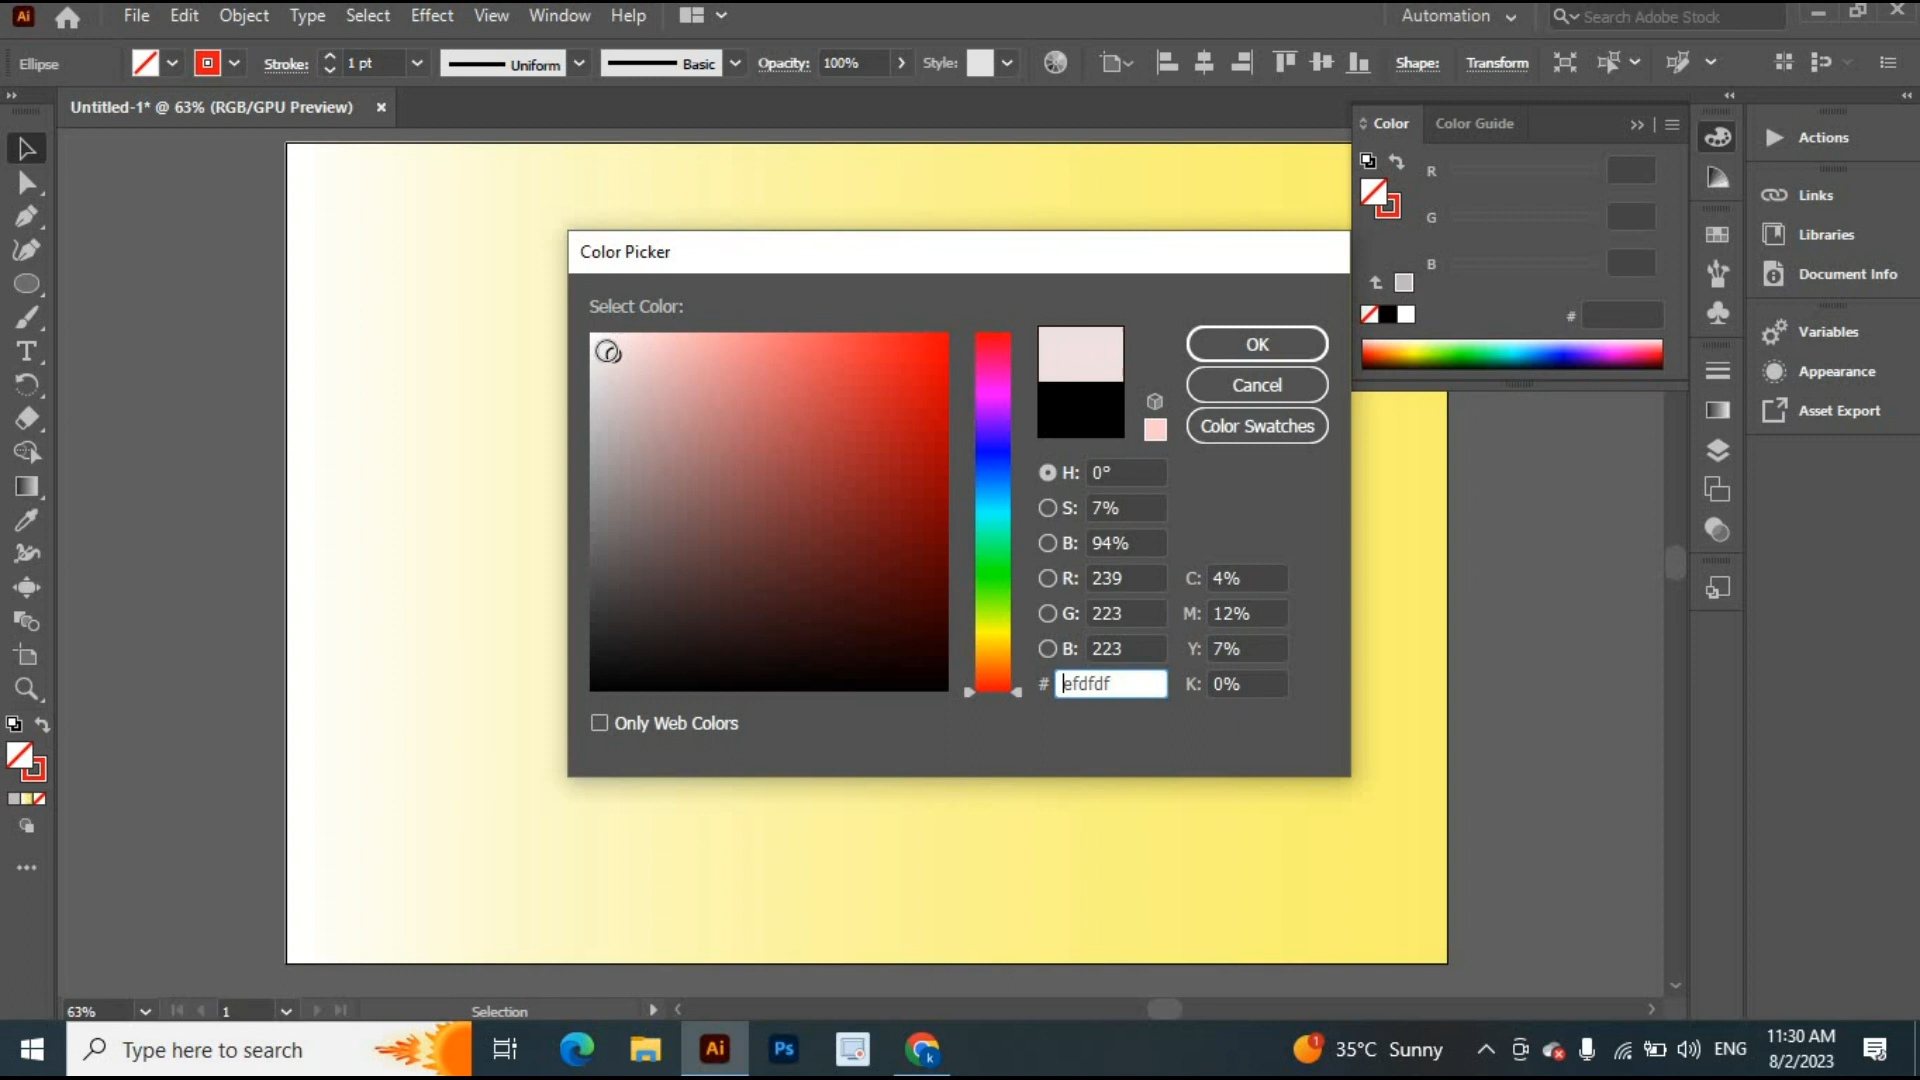 Ai File Edit Object Type Select Effect View Window Help Automation Search Adobe Stock
Ellipse Stroke: 1 pt Uniform Basic Opacity: 100% Style: Shape: Transform
Untitled-1* @ 63% (RGB/GPU Preview)
Color Color Guide
R
G
B
#
Actions
Links
Libraries
Document Info
Variables
Appearance
Asset Export
Color Picker
Select Color:
OK
Cancel
Color Swatches
H: 0°
S: 7%
B: 94%
R: 239 C: 4%
G: 223 M: 12%
B: 223 Y: 7%
# efdfdf K: 0%
Only Web Colors
63% 1 Selection
Type here to search Ai Ps k 1 35°C Sunny ENG 11:30 AM
8/2/2023